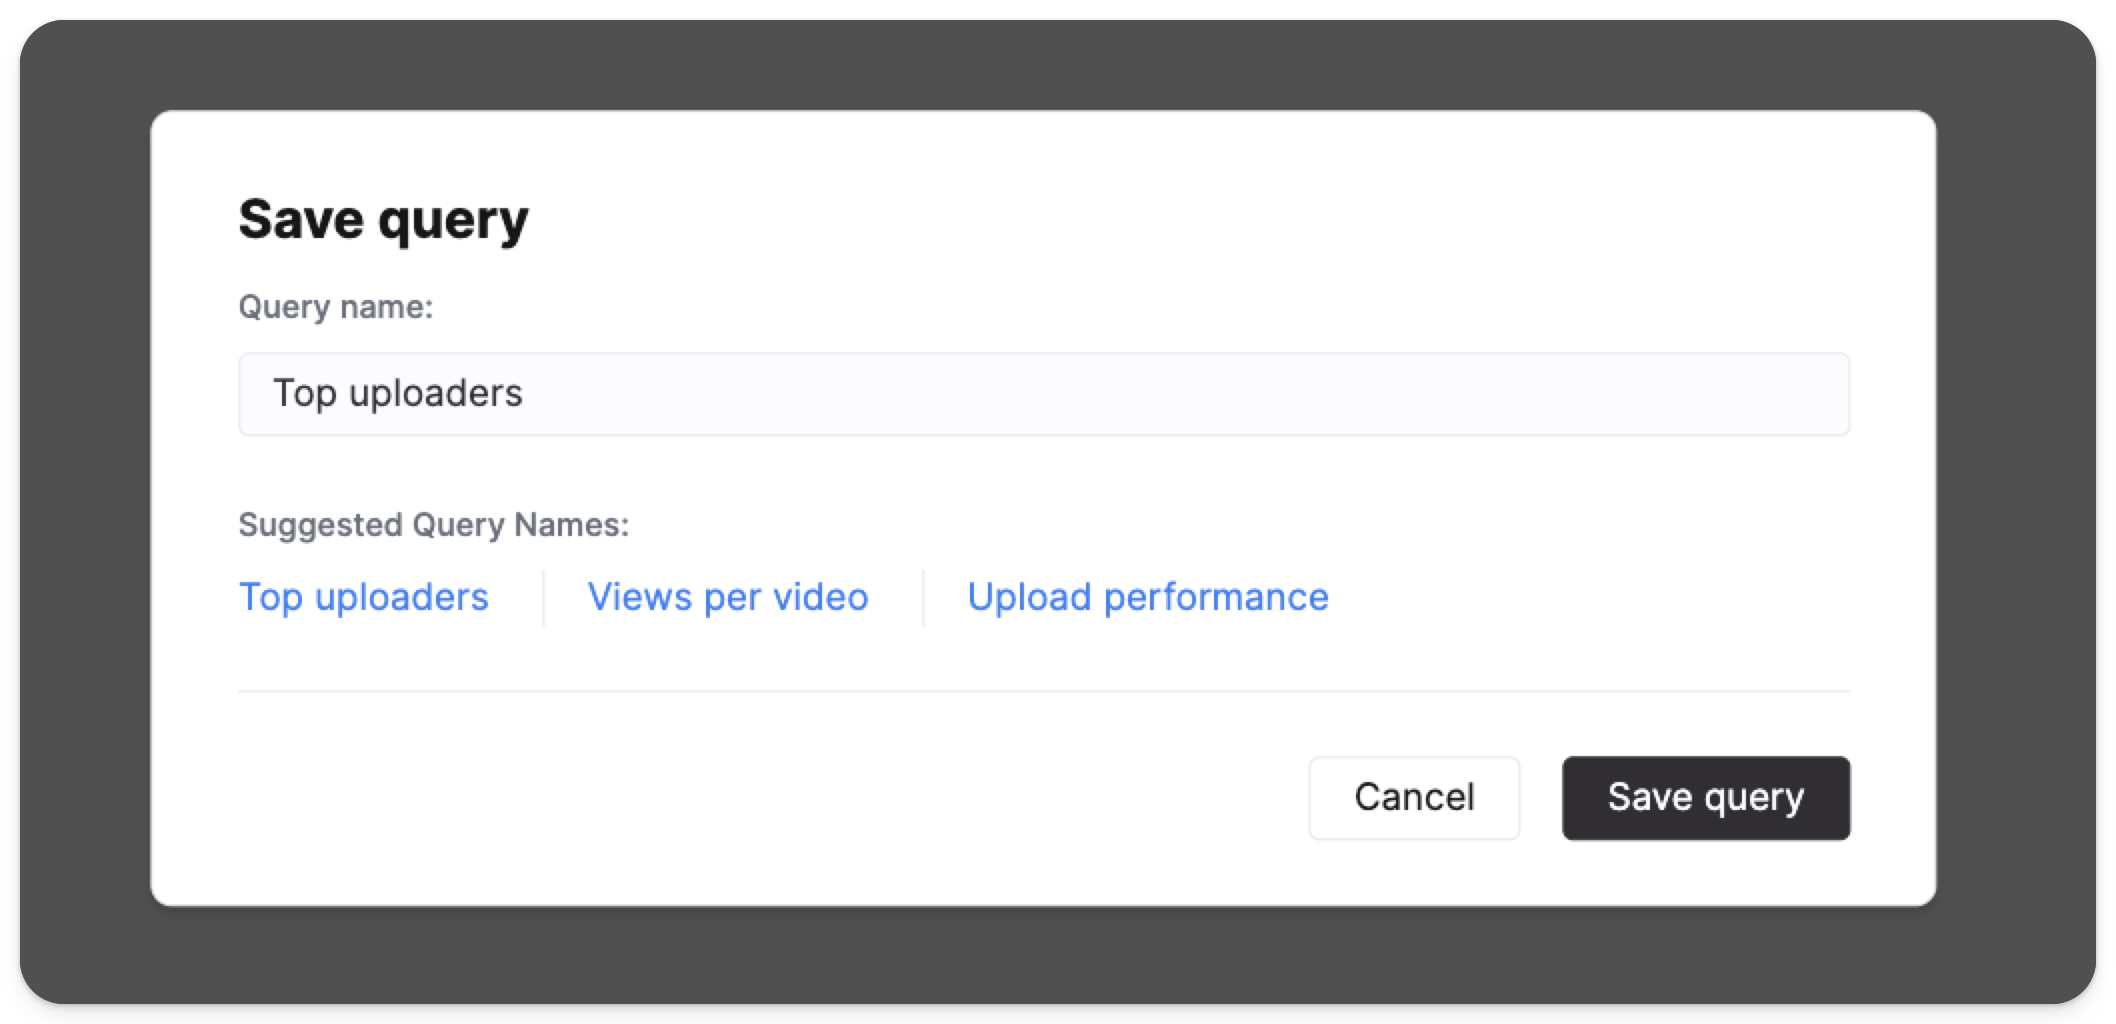 Save query
Query name:
Top uploaders
Suggested Query Names:
Top uploaders Views per video Upload performance
Cancel Save query